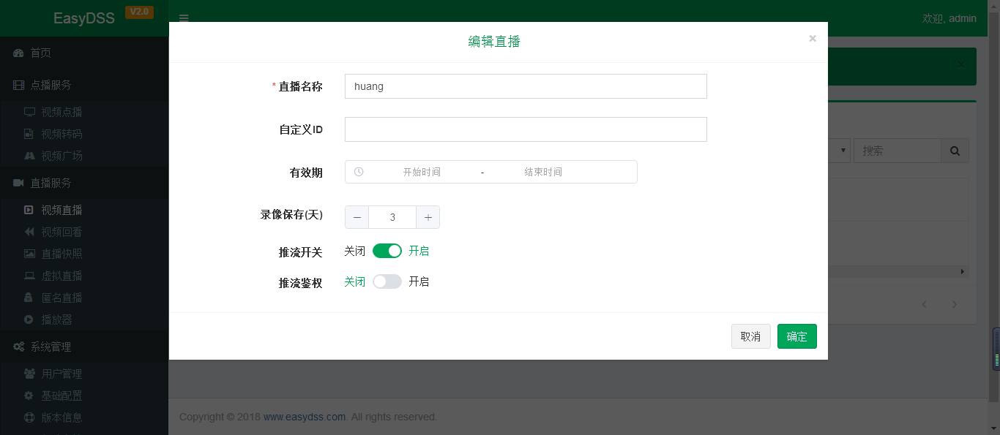 EasyDSS V2.0
欢迎, admin
首页
点播服务
视频点播
视频转码
视频广场
直播服务
视频直播
视频回看
直播快照
虚拟直播
匿名直播
播放器
系统管理
用户管理
基础配置
版本信息
编辑直播 ×
* 直播名称 huang
自定义ID
有效期 开始时间 - 结束时间
录像保存(天) − 3 +
推流开关 关闭 开启
推流鉴权 关闭 开启
取消 确定
搜索
Copyright © 2018 www.easydss.com. All rights reserved.